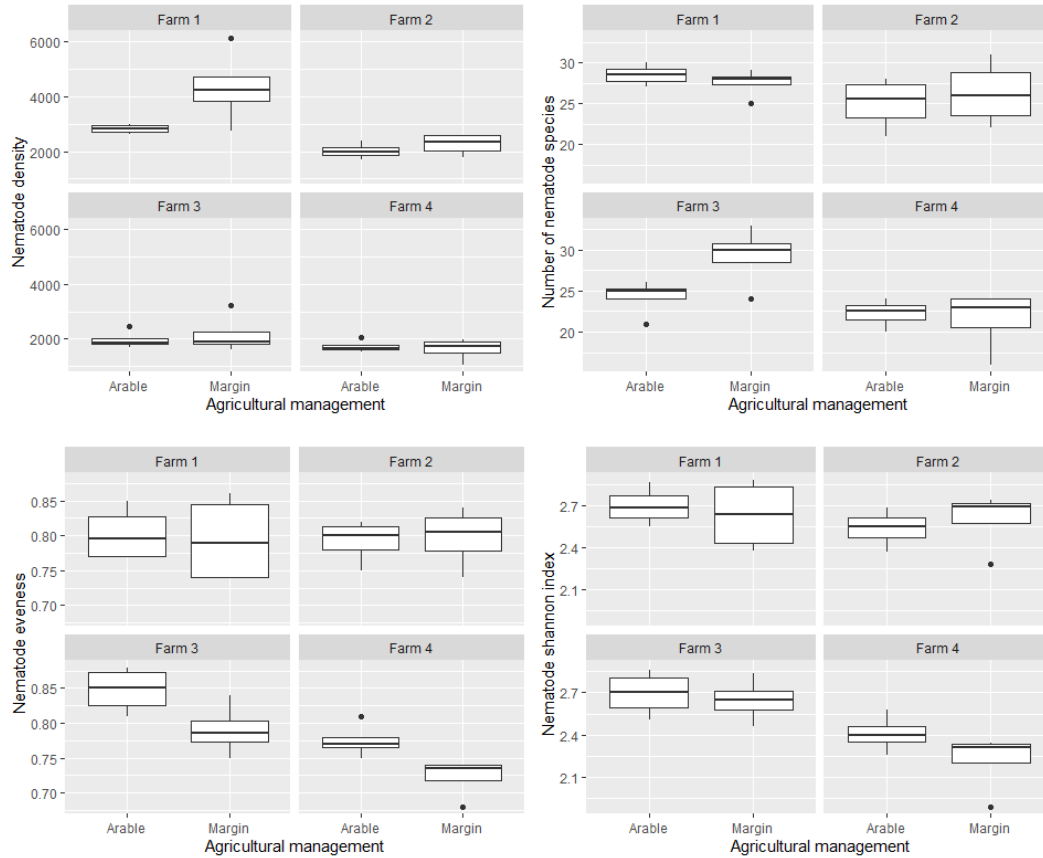 Farm 1
Farm 2
6000
4000
2000
Farm 3
Farm 4
6000
4000
2000
Arable
Margin
Arable
Margin
Agricultural management
Nematode density
Farm 1
Farm 2
30
25
20
Farm 3
Farm 4
30
25
20
Arable
Margin
Arable
Margin
Agricultural management
Number of nematode species
Farm 1
Farm 2
0.85
0.80
0.75
0.70
Farm 3
Farm 4
0.85
0.80
0.75
0.70
Arable
Margin
Arable
Margin
Agricultural management
Nematode eveness
Farm 1
Farm 2
2.7
2.4
2.1
Farm 3
Farm 4
2.7
2.4
2.1
Arable
Margin
Arable
Margin
Agricultural management
Nematode shannon index